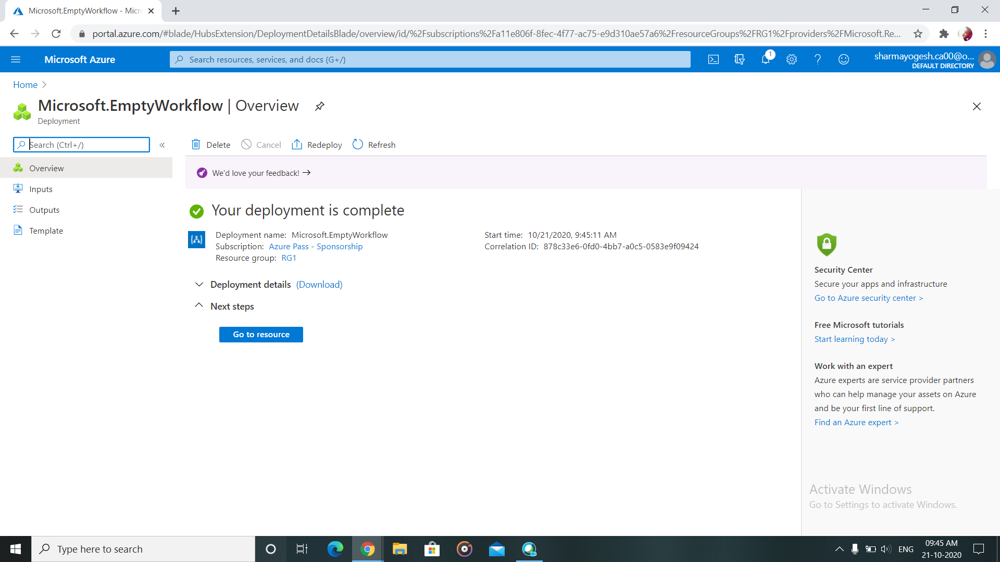 Microsoft.EmptyWorkflow - Micr
portal.azure.com/#blade/HubsExtension/DeploymentDetailsBlade/overview/id/%2Fsubscriptions%2Fa11e806f-8fec-4f77-ac75-e9d310ae57a6%2FresourceGroups%2FRG1%2Fproviders%2FMicrosoft.Re...
Microsoft Azure
Search resources, services, and docs (G+/)
1
sharmayogesh.ca00@o...
DEFAULT DIRECTORY
Home
Microsoft.EmptyWorkflow | Overview
Deployment
Search (Ctrl+/)
«
Delete
Cancel
Redeploy
Refresh
Overview
Inputs
Outputs
Template
We'd love your feedback! →
Your deployment is complete
Deployment name: Microsoft.EmptyWorkflow
Subscription: Azure Pass - Sponsorship
Resource group: RG1
Start time: 10/21/2020, 9:45:11 AM
Correlation ID: 878c33e6-0fd0-4bb7-a0c5-0583e9f09424
Deployment details (Download)
Next steps
Go to resource
Security Center
Secure your apps and infrastructure
Go to Azure security center >
Free Microsoft tutorials
Start learning today >
Work with an expert
Azure experts are service provider partners
who can help manage your assets on Azure
and be your first line of support.
Find an Azure expert >
Activate Windows
Go to Settings to activate Windows.
Type here to search
ENG
09:45 AM
21-10-2020